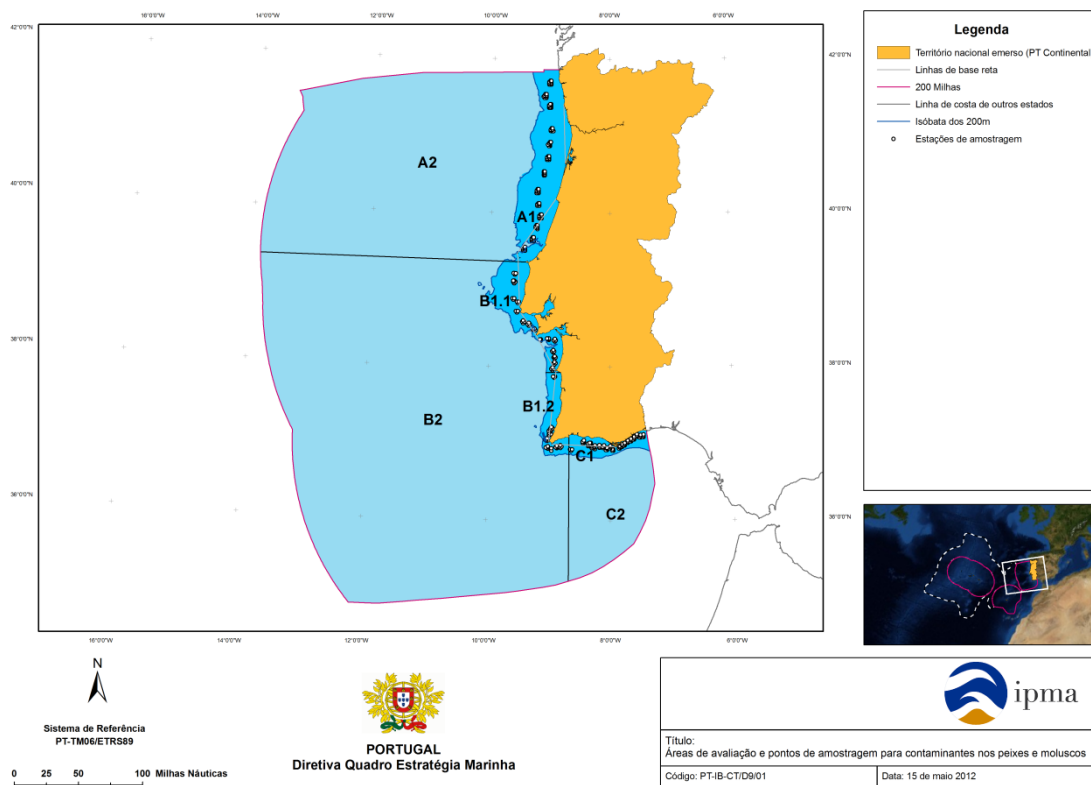 16°0'0"W
14°0'0"W
12°0'0"W
10°0'0"W
8°0'0"W
6°0'0"W
42°0'0"N
42°0'0"N
A2
40°0'0"N
40°0'0"N
A1
B1.1
38°0'0"N
38°0'0"N
B1.2
B2
C1
36°0'0"N
C2
36°0'0"N
16°0'0"W
14°0'0"W
12°0'0"W
10°0'0"W
8°0'0"W
6°0'0"W
Legenda
Território nacional emerso (PT Continental
Linhas de base reta
200 Milhas
Linha de costa de outros estados
Isóbata dos 200m
Estações de amostragem
N
Sistema de Referência
PT-TM06/ETRS89
0 25 50 100 Milhas Náuticas
PORTUGAL
Diretiva Quadro Estratégia Marinha
ipma
Título:
Áreas de avaliação e pontos de amostragem para contaminantes nos peixes e moluscos
Código: PT-IB-CT/D9/01
Data: 15 de maio 2012